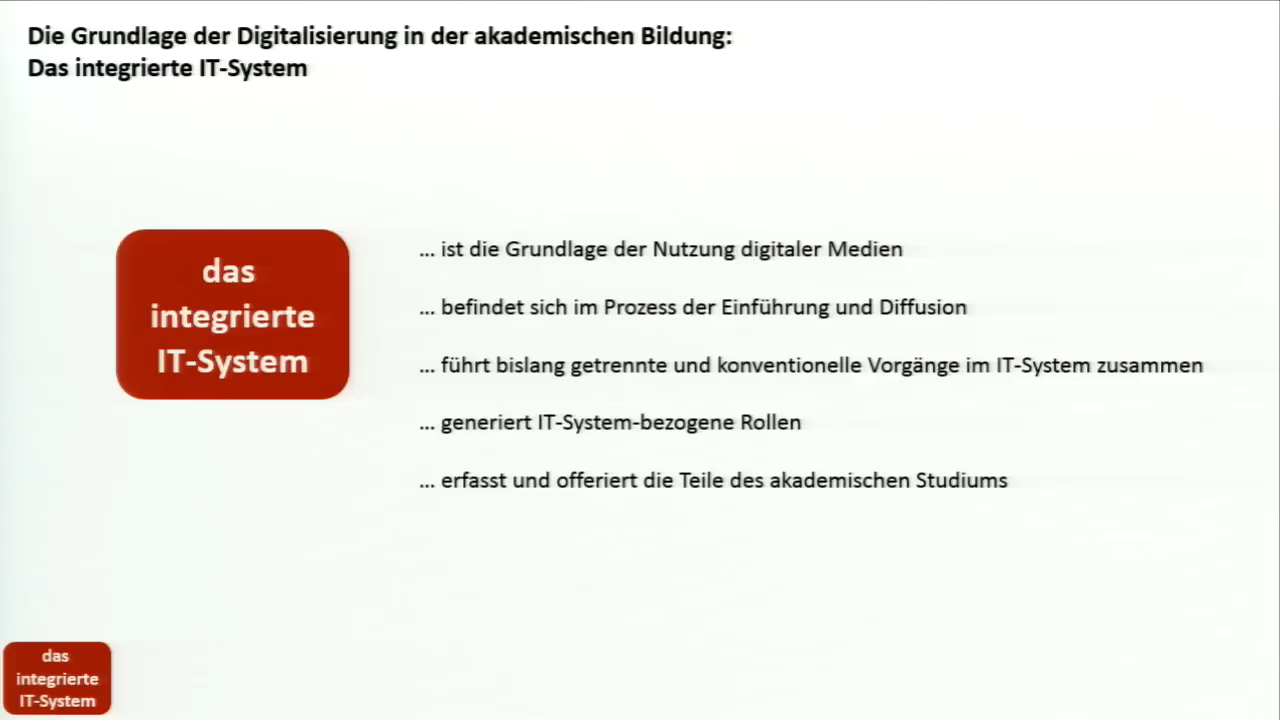 Die Grundlage der Digitalisierung in der akademischen Bildung:
Das integrierte IT-System
das
integrierte
IT-System
... ist die Grundlage der Nutzung digitaler Medien
... befindet sich im Prozess der Einführung und Diffusion
... führt bislang getrennte und konventionelle Vorgänge im IT-System zusammen
... generiert IT-System-bezogene Rollen
... erfasst und offeriert die Teile des akademischen Studiums
das
integrierte
IT-System